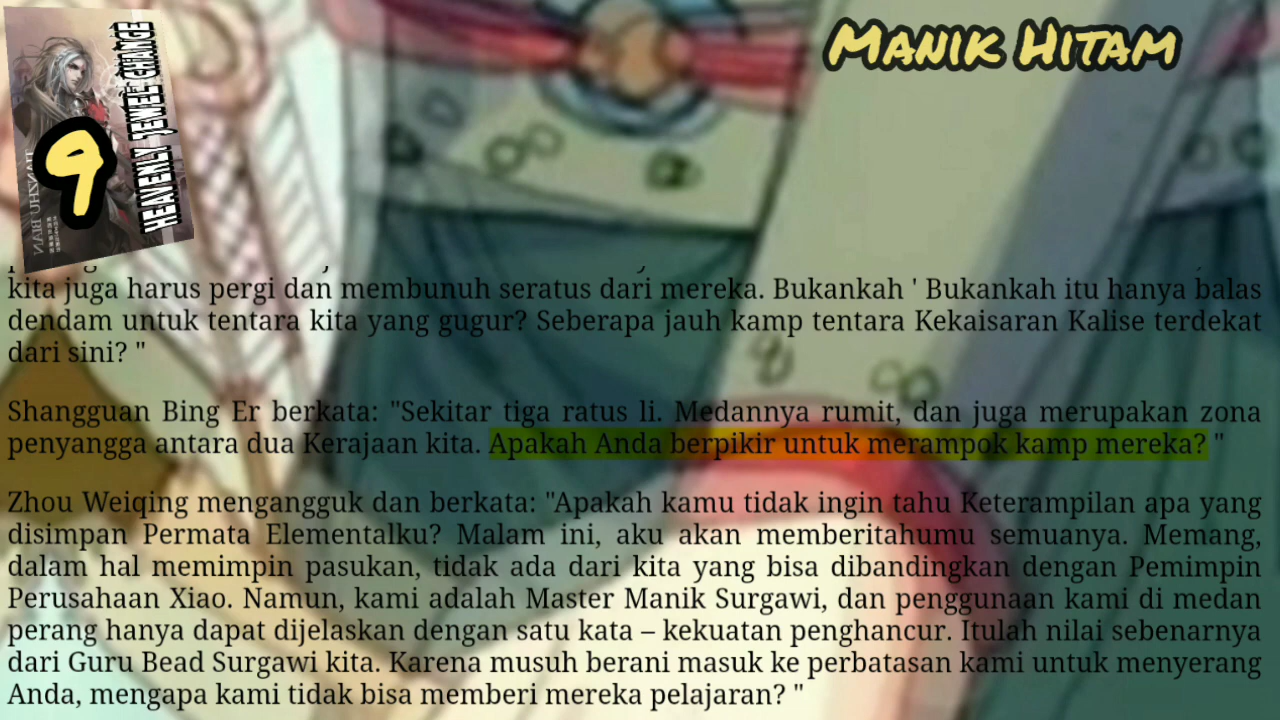 Manik Hitam
HEAVENLY JEWEL CHANGE
9
kita juga harus pergi dan membunuh seratus dari mereka. Bukankah ' Bukankah itu hanya balas
dendam untuk tentara kita yang gugur? Seberapa jauh kamp tentara Kekaisaran Kalise terdekat
dari sini? "
Shangguan Bing Er berkata: "Sekitar tiga ratus li. Medannya rumit, dan juga merupakan zona
penyangga antara dua Kerajaan kita. Apakah Anda berpikir untuk merampok kamp mereka? "
Zhou Weiqing mengangguk dan berkata: "Apakah kamu tidak ingin tahu Keterampilan apa yang
disimpan Permata Elementalku? Malam ini, aku akan memberitahumu semuanya. Memang,
dalam hal memimpin pasukan, tidak ada dari kita yang bisa dibandingkan dengan Pemimpin
Perusahaan Xiao. Namun, kami adalah Master Manik Surgawi, dan penggunaan kami di medan
perang hanya dapat dijelaskan dengan satu kata – kekuatan penghancur. Itulah nilai sebenarnya
dari Guru Bead Surgawi kita. Karena musuh berani masuk ke perbatasan kami untuk menyerang
Anda, mengapa kami tidak bisa memberi mereka pelajaran? "